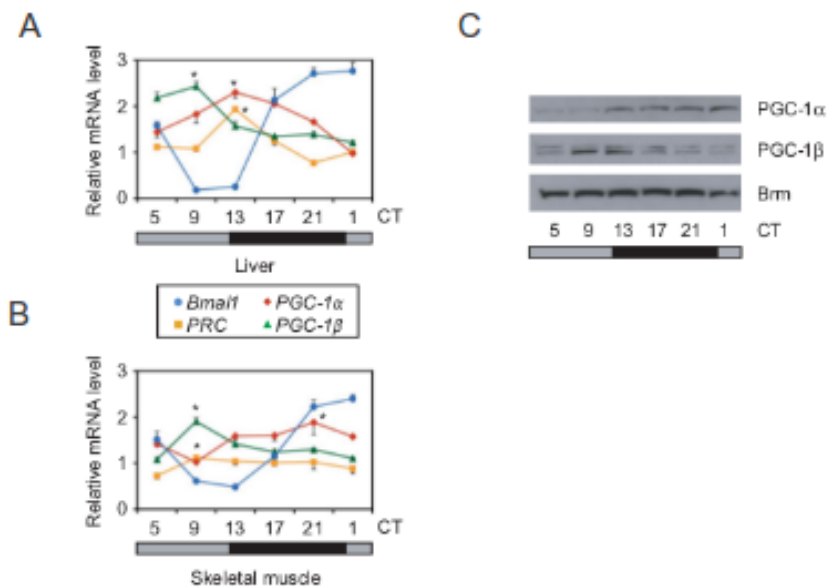 A
Relative mRNA level
3
2
1
0
* * * *
5 9 13 17 21 1 CT
Liver
Bmal1 PGC-1α
PRC PGC-1β
B
Relative mRNA level
3
2
1
0
* * *
5 9 13 17 21 1 CT
Skeletal muscle
C
PGC-1α
PGC-1β
Brm
5 9 13 17 21 1 CT